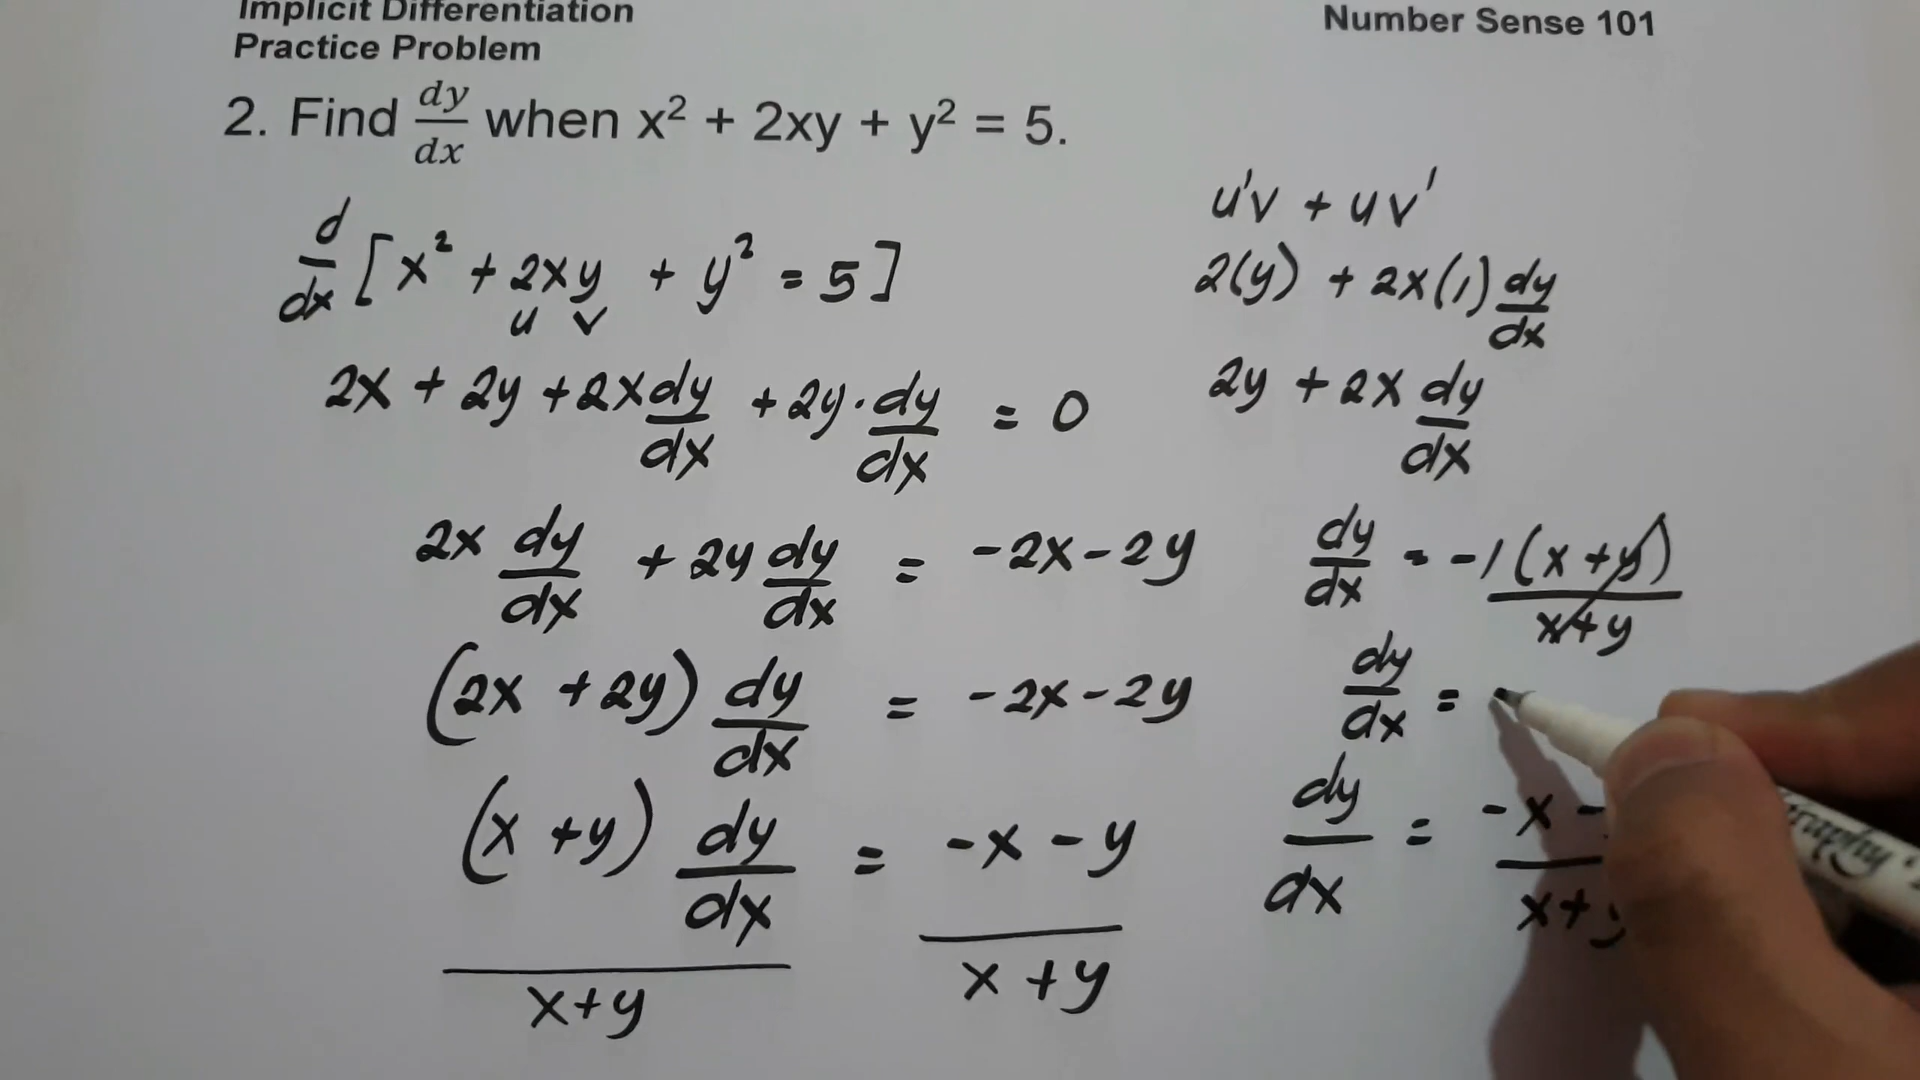 Implicit Differentiation
Number Sense 101
Practice Problem
2. Find dy/dx when x² + 2xy + y² = 5.
d/dx [x² + 2xy + y² = 5]
u v
2x + 2y + 2x dy/dx + 2y · dy/dx = 0
2x dy/dx + 2y dy/dx = -2x - 2y
(2x + 2y) dy/dx = -2x - 2y
(x + y) dy/dx = -x - y
x+y x + y
u'v + uv'
2(y) + 2x(1) dy/dx
2y + 2x dy/dx
dy/dx = -1(x + y)/x+y
dy/dx =
dy/dx = -x - / x+